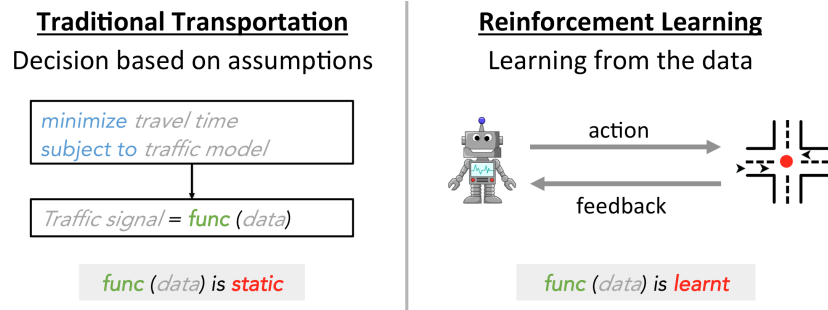 Traditional Transportation
Decision based on assumptions
minimize travel time
subject to traffic model
Traffic signal = func (data)
func (data) is static
Reinforcement Learning
Learning from the data
action
feedback
func (data) is learnt